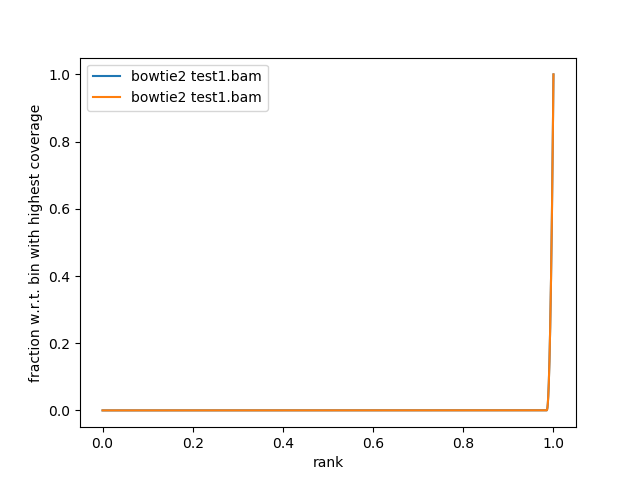 bowtie2 test1.bam
bowtie2 test1.bam
fraction w.r.t. bin with highest coverage
1.0
0.8
0.6
0.4
0.2
0.0
0.0 0.2 0.4 0.6 0.8 1.0
rank